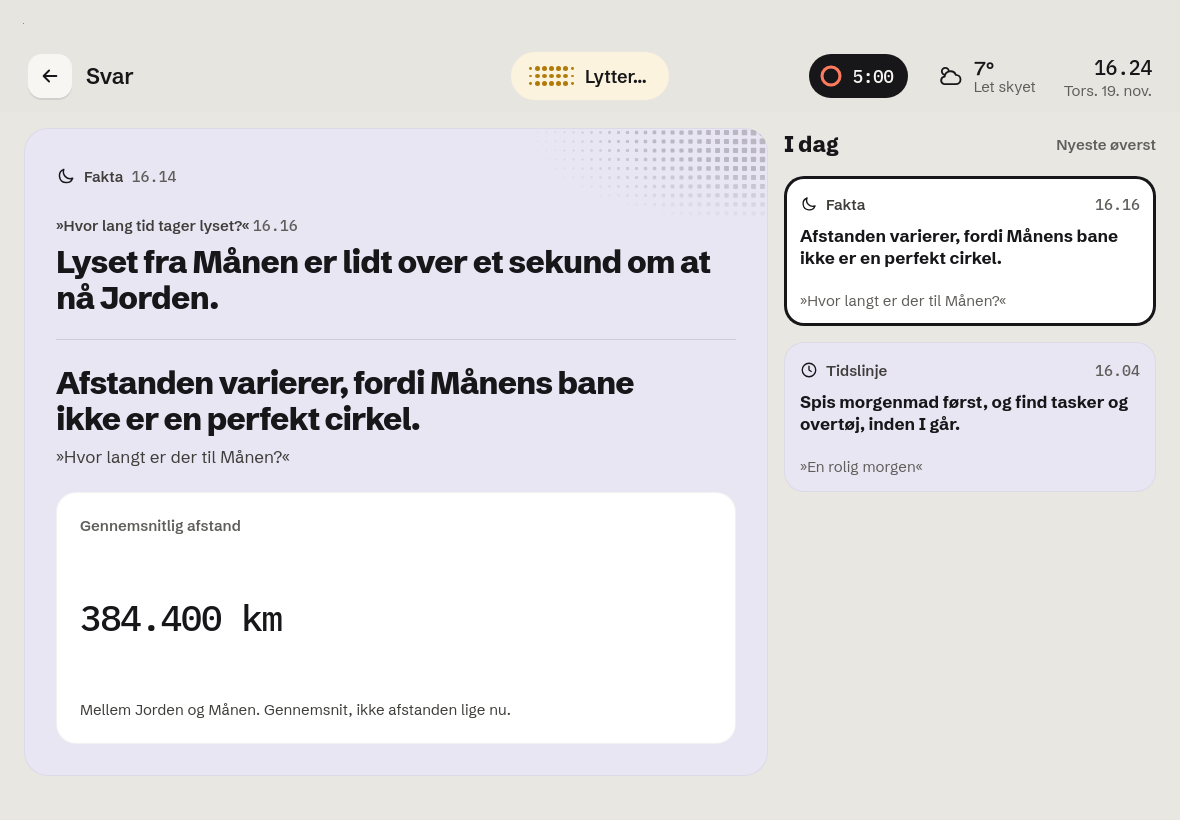 Svar
Lytter…
5:00
7°
Let skyet
16.24
Tors. 19. nov.
Fakta 16.14
»Hvor lang tid tager lyset?« 16.16
Lyset fra Månen er lidt over et sekund om at
nå Jorden.
Afstanden varierer, fordi Månens bane
ikke er en perfekt cirkel.
»Hvor langt er der til Månen?«
Gennemsnitlig afstand
384.400 km
Mellem Jorden og Månen. Gennemsnit, ikke afstanden lige nu.
I dag
Nyeste øverst
Fakta 16.16
Afstanden varierer, fordi Månens bane
ikke er en perfekt cirkel.
»Hvor langt er der til Månen?«
Tidslinje 16.04
Spis morgenmad først, og find tasker og
overtøj, inden I går.
»En rolig morgen«